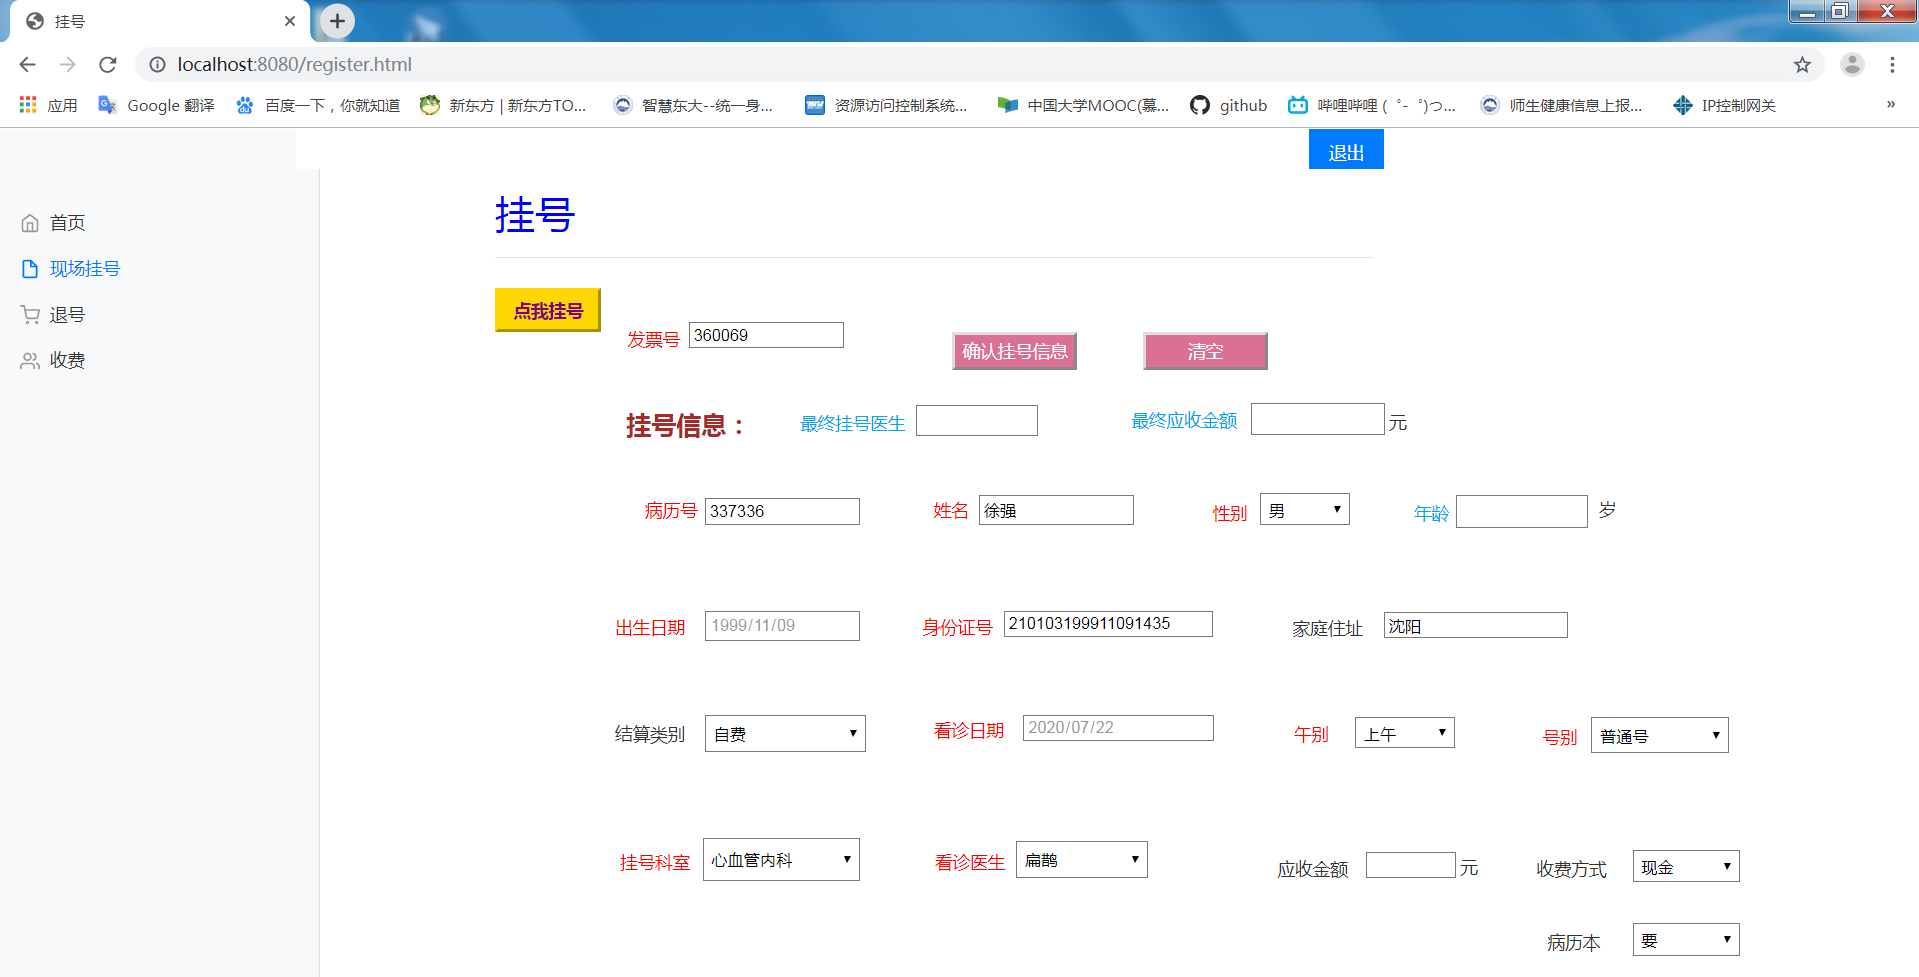 挂号
localhost:8080/register.html
应用 Google 翻译 百度一下，你就知道 新东方 | 新东方TO... 智慧东大--统一身... 资源访问控制系统... 中国大学MOOC(慕... github 哔哩哔哩 ( ゜- ゜)つ... 师生健康信息上报... IP控制网关 »
退出
首页
现场挂号
退号
收费
挂号
点我挂号
发票号 360069 确认挂号信息 清空
挂号信息： 最终挂号医生 最终应收金额 元
病历号 337336 姓名 徐强 性别 男 年龄 岁
出生日期 1999/11/09 身份证号 210103199911091435 家庭住址 沈阳
结算类别 自费 看诊日期 2020/07/22 午别 上午 号别 普通号
挂号科室 心血管内科 看诊医生 扁鹊 应收金额 元 收费方式 现金
病历本 要